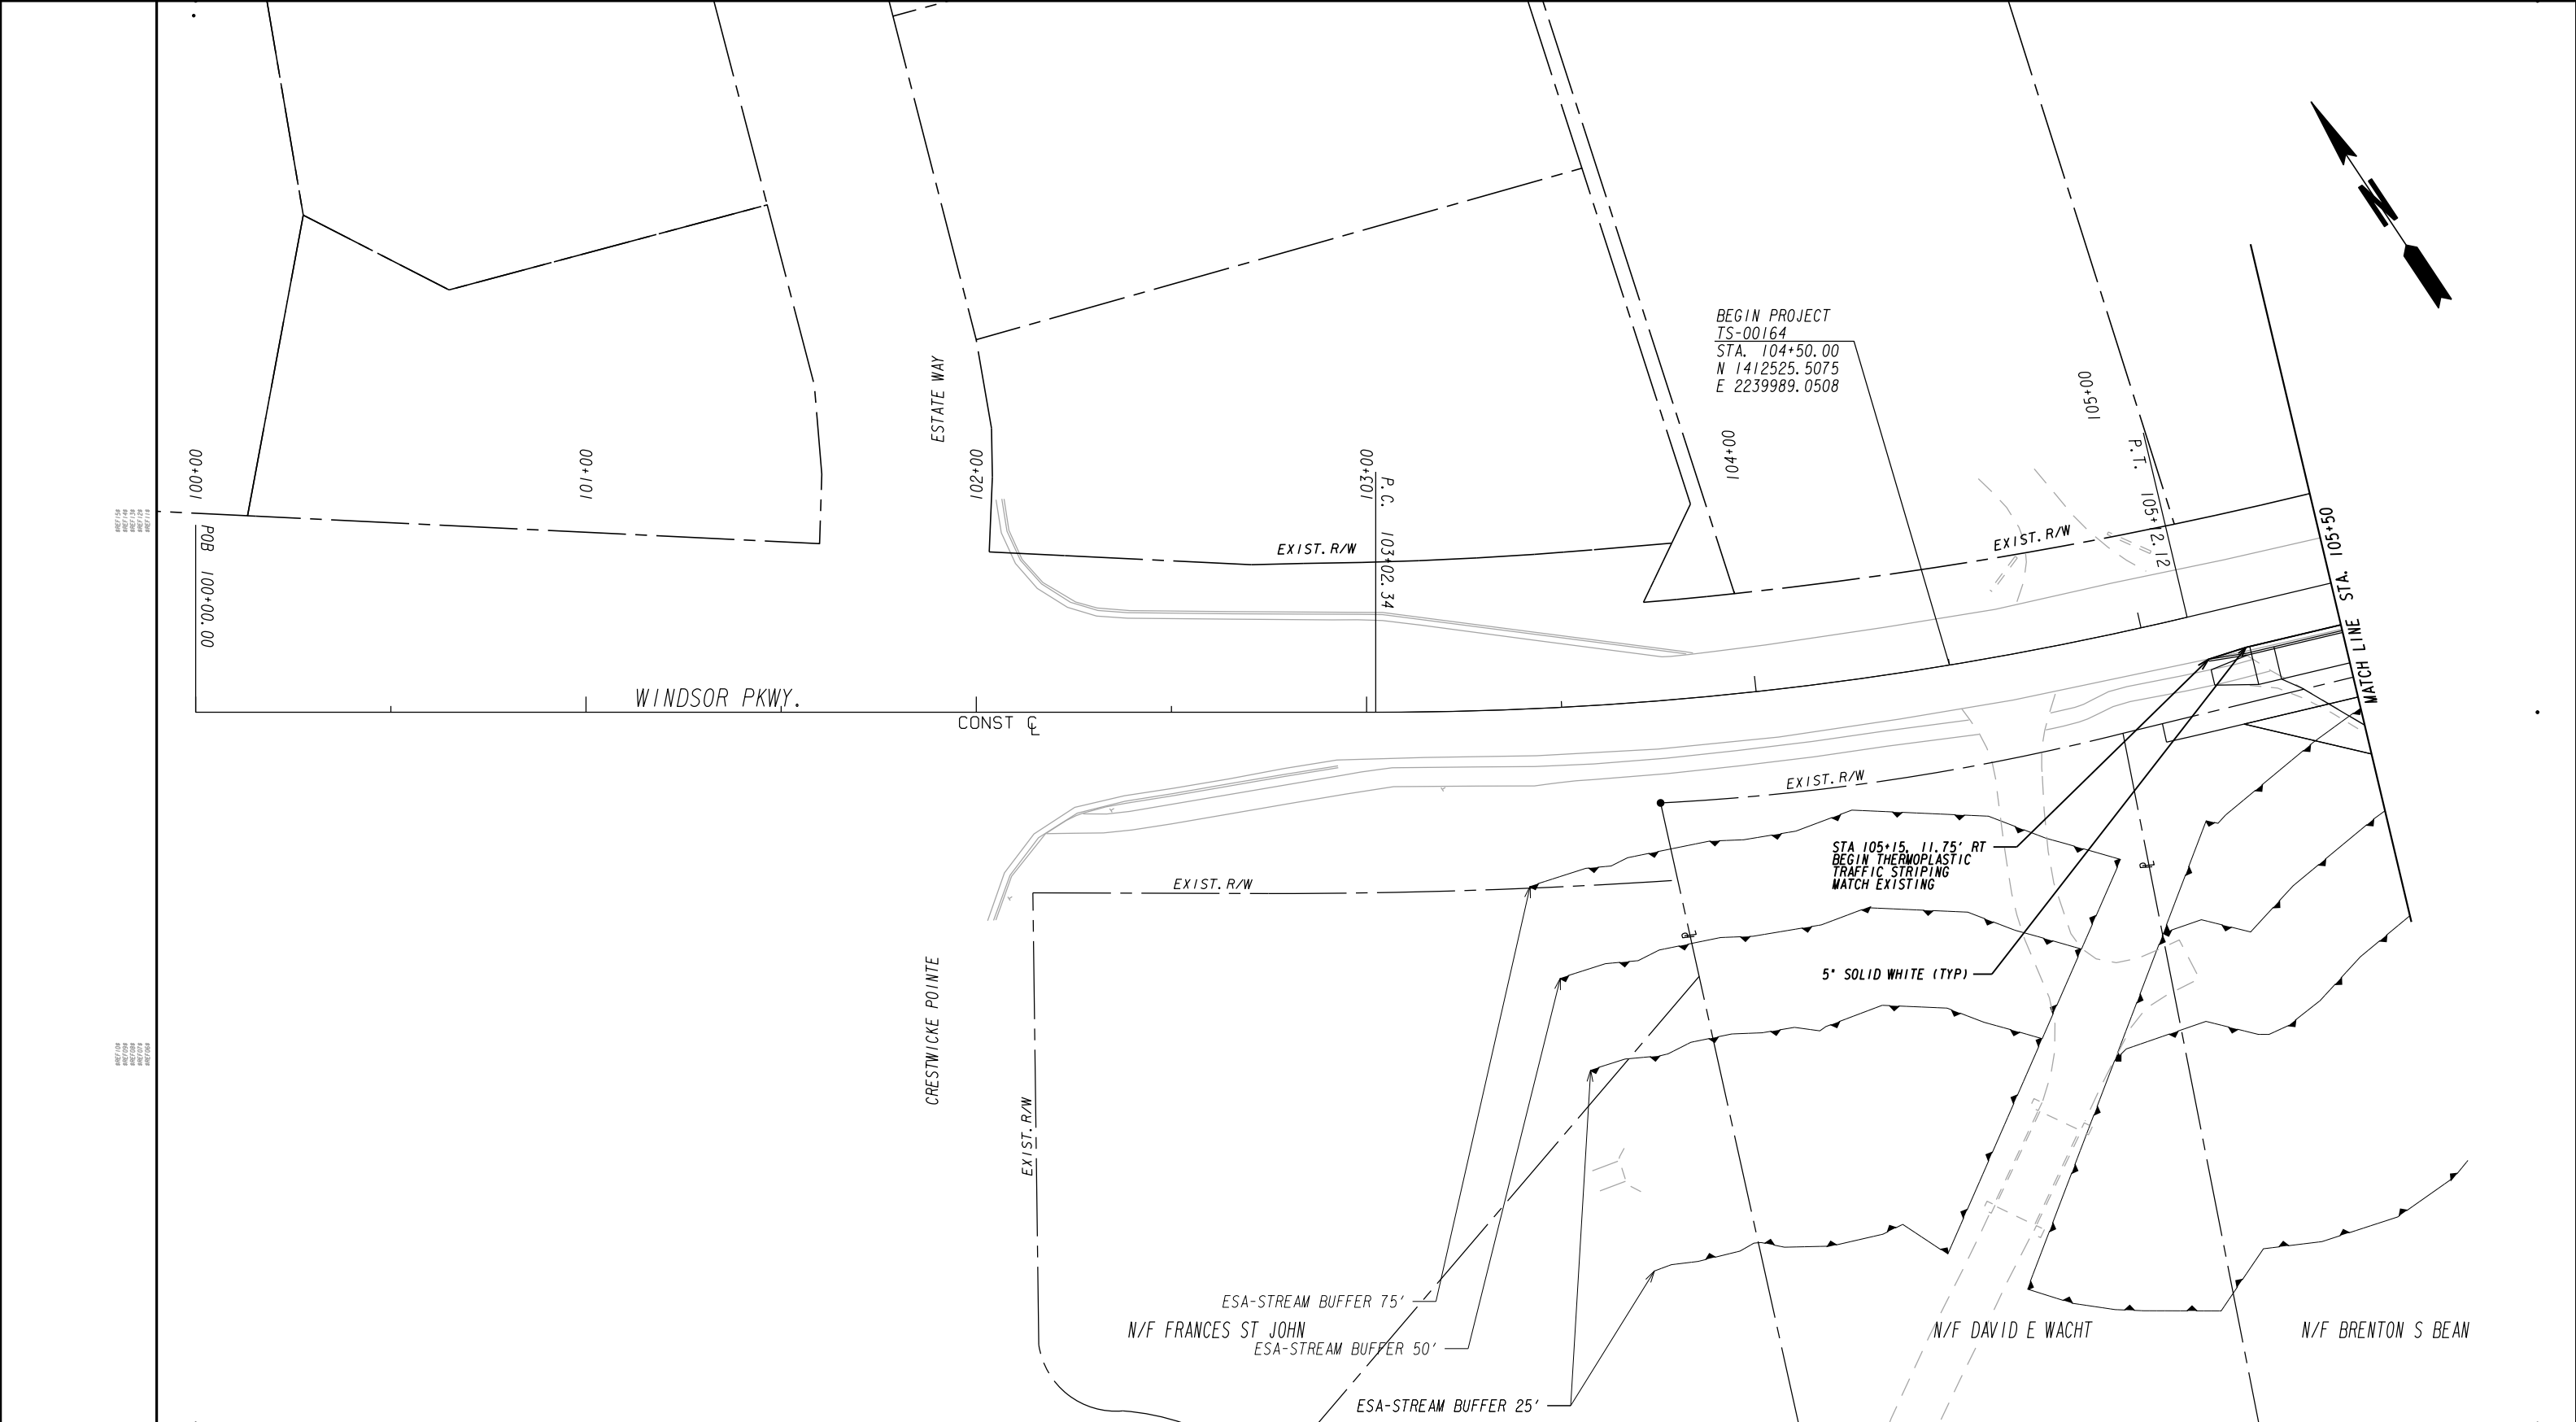 N
BEGIN PROJECT
TS-00164
STA. 104+50.00
N 1412525.5075
E 2239989.0508
ESTATE WAY
100+00
101+00
102+00
103+00
104+00
105+00
POB 100+00.00
P.C. 103+02.34
P.T. 105+12.12
EXIST. R/W
EXIST. R/W
MATCH LINE STA. 105+50
WINDSOR PKWY.
CONST ℄
EXIST. R/W
STA 105+15, 11.75' RT
BEGIN THERMOPLASTIC
TRAFFIC STRIPING
MATCH EXISTING
EXIST. R/W
5" SOLID WHITE (TYP)
CRESTWICKE POINTE
EXIST. R/W
ESA-STREAM BUFFER 75'
N/F FRANCES ST JOHN
N/F DAVID E WACHT
N/F BRENTON S BEAN
ESA-STREAM BUFFER 50'
ESA-STREAM BUFFER 25'